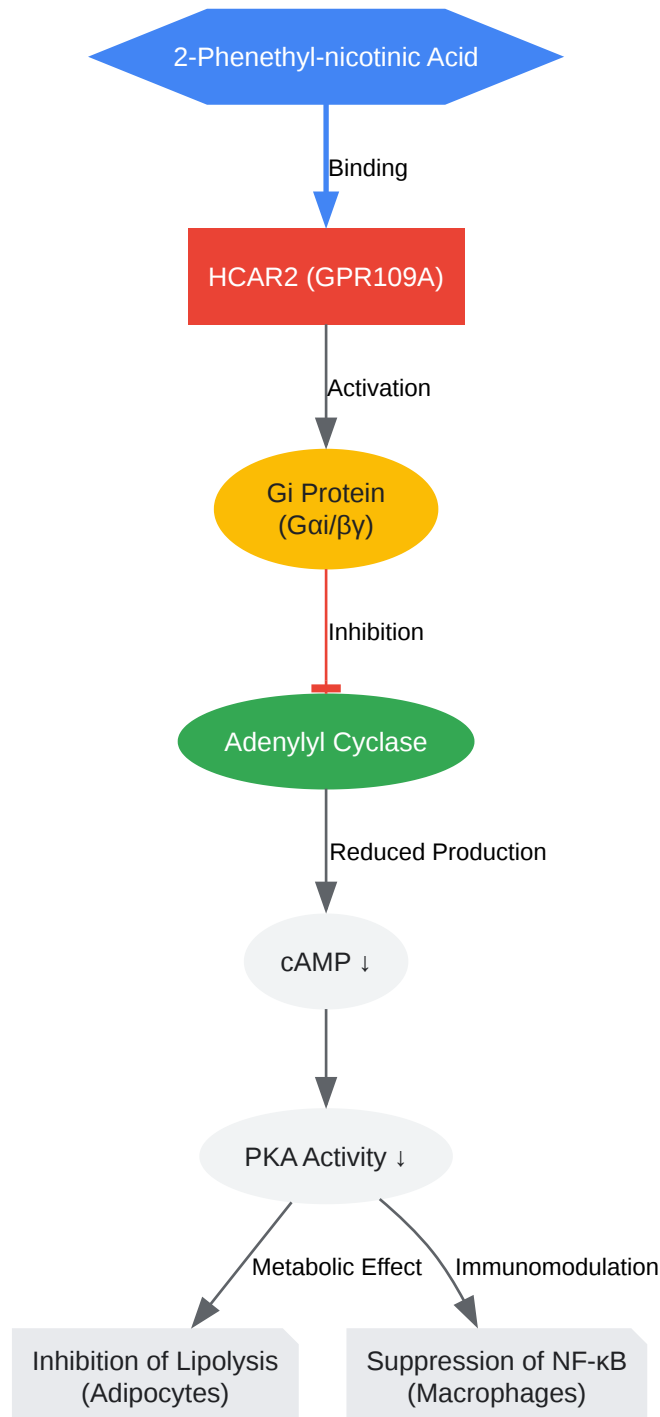 2-Phenethyl-nicotinic Acid
Binding
HCAR2 (GPR109A)
Activation
Gi Protein
(Gαi/βγ)
Inhibition
Adenylyl Cyclase
Reduced Production
cAMP ↓
PKA Activity ↓
Metabolic Effect
Immunomodulation
Inhibition of Lipolysis
(Adipocytes)
Suppression of NF-κB
(Macrophages)